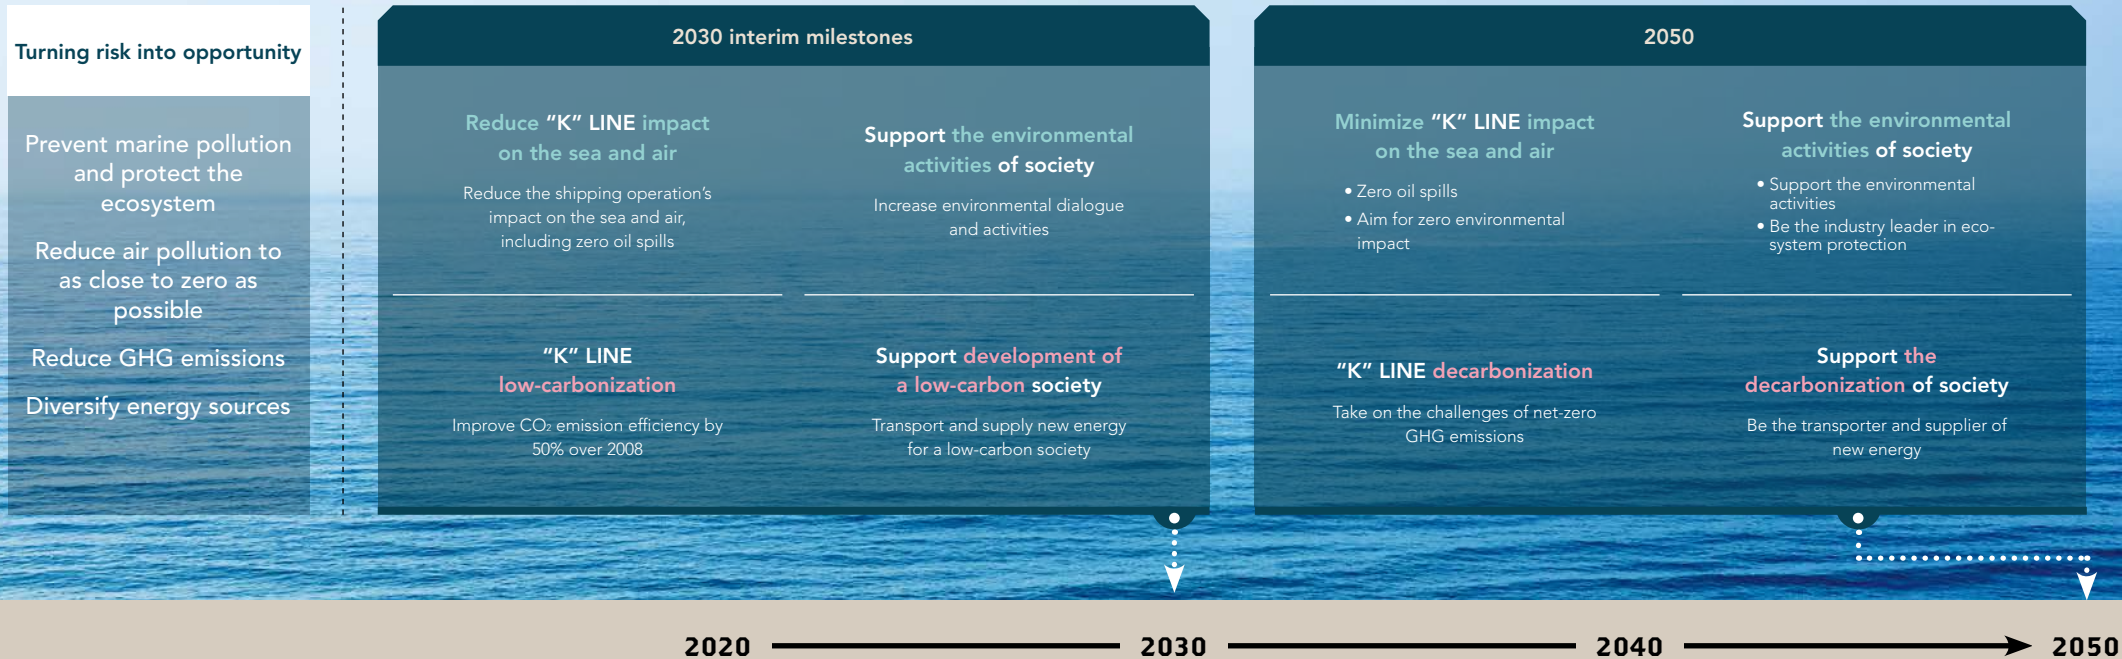 Turning risk into opportunity
Prevent marine pollution
and protect the
ecosystem
Reduce air pollution to
as close to zero as
possible
Reduce GHG emissions
Diversify energy sources
2030 interim milestones
Reduce “K” LINE impact
on the sea and air
Reduce the shipping operation’s
impact on the sea and air,
including zero oil spills
Support the environmental
activities of society
Increase environmental dialogue
and activities
“K” LINE
low-carbonization
Improve CO₂ emission efficiency by
50% over 2008
Support development of
a low-carbon society
Transport and supply new energy
for a low-carbon society
2050
Minimize “K” LINE impact
on the sea and air
• Zero oil spills
• Aim for zero environmental
impact
Support the environmental
activities of society
• Support the environmental
activities
• Be the industry leader in eco-
system protection
“K” LINE decarbonization
Take on the challenges of net-zero
GHG emissions
Support the
decarbonization of society
Be the transporter and supplier of
new energy
2020 2030 2040 2050